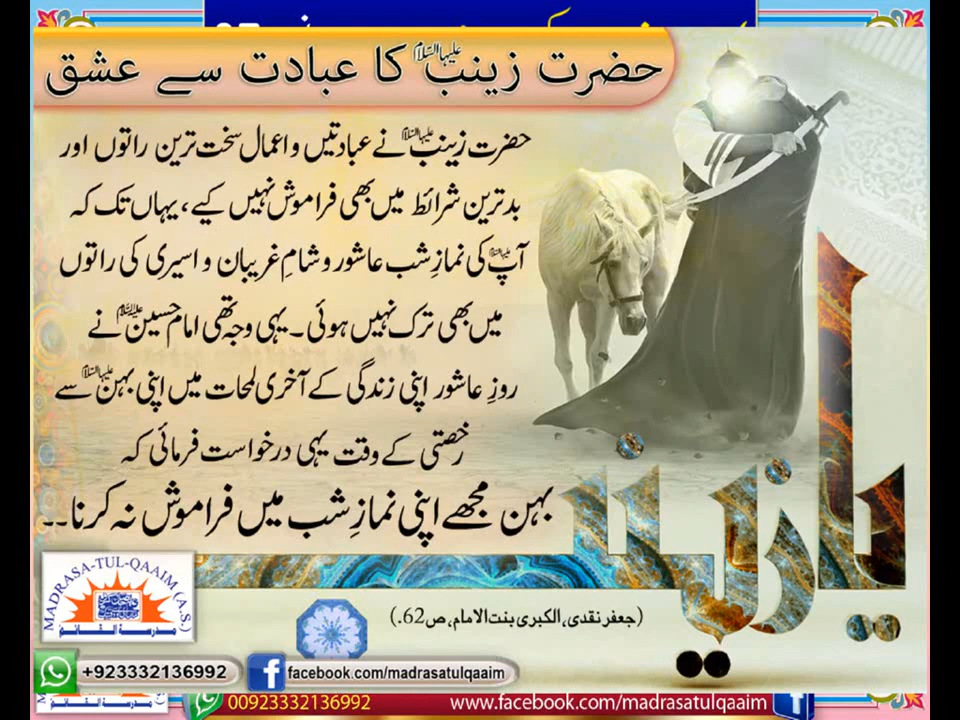 حضرت زینب علیہا السلام کا عبادت سے عشق
حضرت زینب علیہا السلام نے عبادتیں و اعمال سخت ترین راتوں اور
بدترین شرائط میں بھی فراموش نہیں کیے، یہاں تک کہ
آپ علیہا السلام کی نمازِ شب عاشور و شامِ غریبان و اسیری کی راتوں
میں بھی ترک نہیں ہوئی۔ یہی وجہ تھی امام حسین علیہ السلام نے
روزِ عاشور اپنی زندگی کے آخری لمحات میں اپنی بہن علیہا السلام سے
رخصتی کے وقت یہی درخواست فرمائی کہ
بہن مجھے اپنی نمازِ شب میں فراموش نہ کرنا۔۔
یا زینب
(جعفر نقدی، الکبری بنت الامام، ص62.)
MADRASA-TUL-QAAIM (A.S.)
مدرسة القائم
+923332136992
facebook.com/madrasatulqaaim
00923332136992
www.facebook.com/madrasatulqaaim